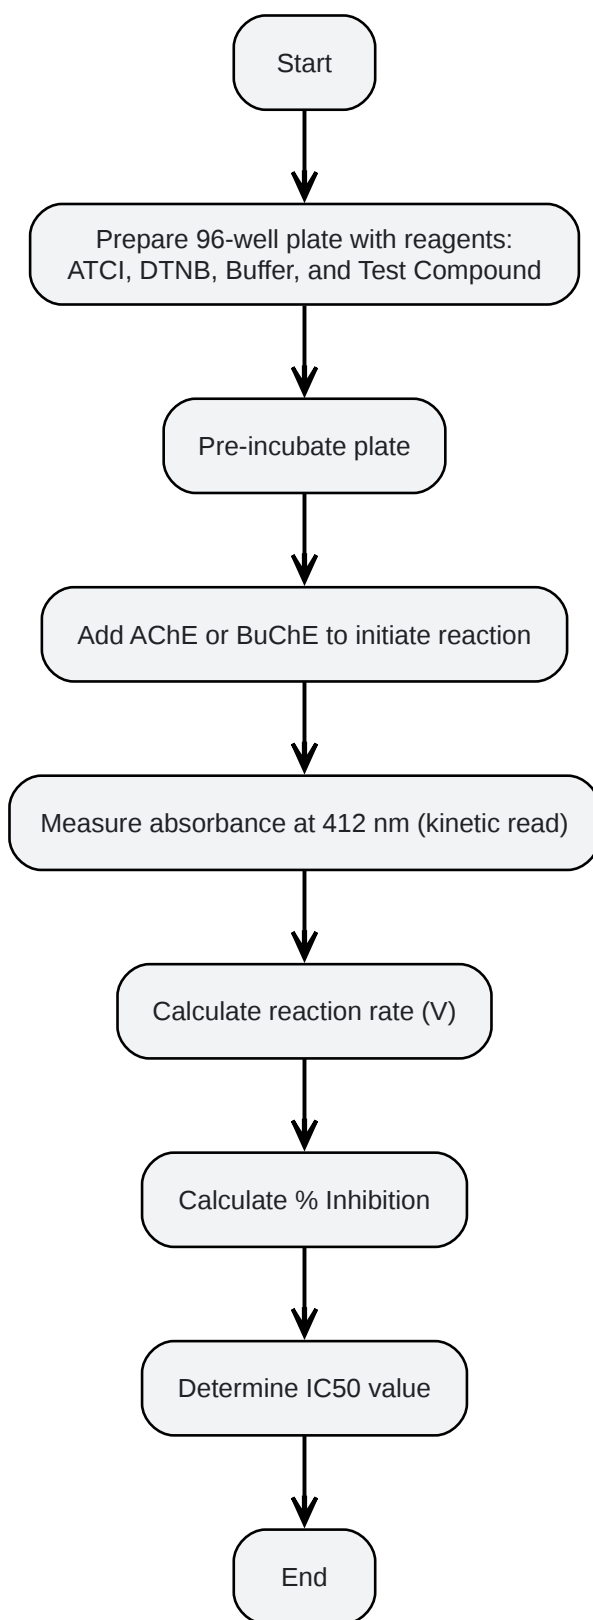 Start
Prepare 96-well plate with reagents:
ATCI, DTNB, Buffer, and Test Compound
Pre-incubate plate
Add AChE or BuChE to initiate reaction
Measure absorbance at 412 nm (kinetic read)
Calculate reaction rate (V)
Calculate % Inhibition
Determine IC50 value
End